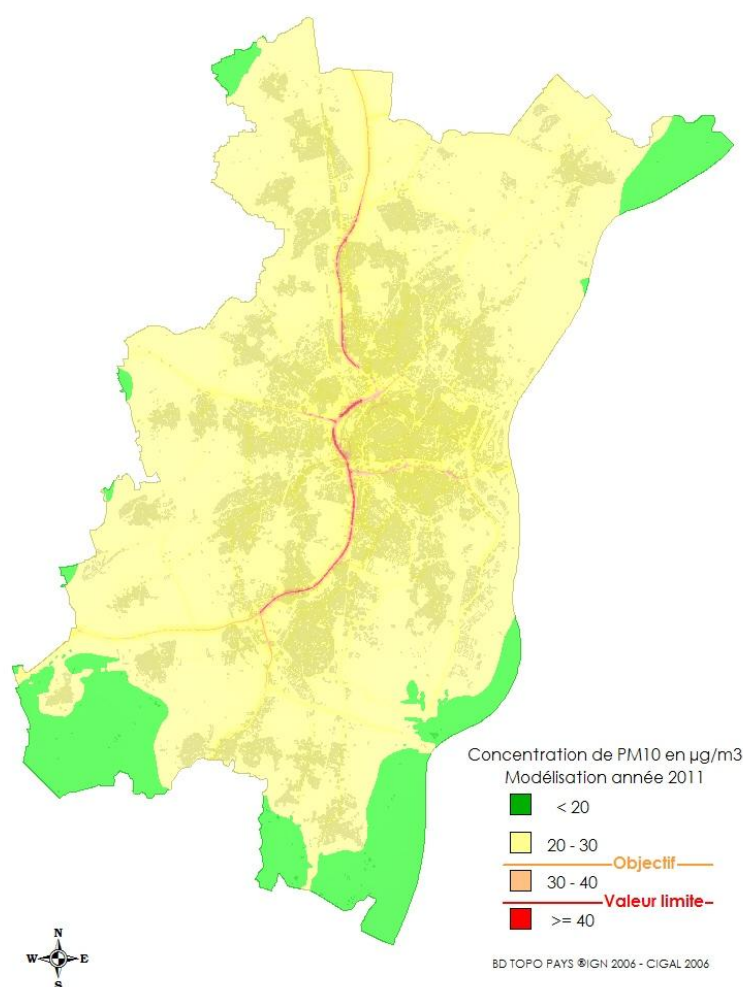 Concentration de PM10 en µg/m3
Modélisation année 2011
< 20
20 - 30
Objectif
30 - 40
Valeur limite
>= 40
N
W E
S
BD TOPO PAYS ®IGN 2006 - CIGAL 2006